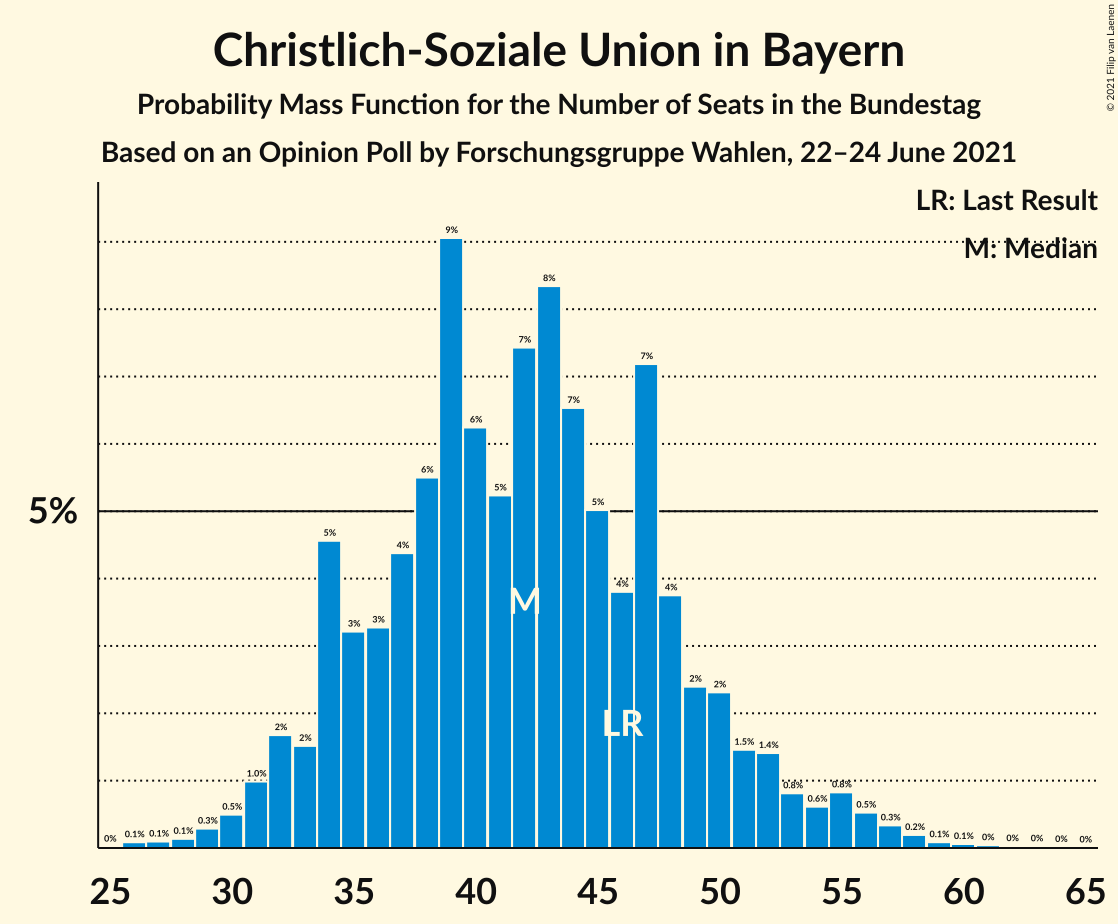 Christlich-Soziale Union in Bayern
Probability Mass Function for the Number of Seats in the Bundestag
Based on an Opinion Poll by Forschungsgruppe Wahlen, 22–24 June 2021
© 2021 Filip van Laenen
LR: Last Result
M: Median
5%
0% 0.1% 0.1% 0.1% 0.3% 0.5% 1.0% 2% 2% 5% 3% 3% 4% 6% 9% 6% 5% 7% 8% 7% 5% 4% 7% 4% 2% 2% 1.5% 1.4% 0.8% 0.6% 0.8% 0.5% 0.3% 0.2% 0.1% 0.1% 0% 0% 0% 0% 0%
M
LR
25 30 35 40 45 50 55 60 65